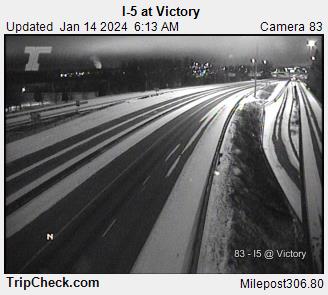 I-5 at Victory
Updated  Jan 14 2024  6:13 AM
Camera 83
T
N
83 - I5 @ Victory
TripCheck.com
Milepost306.80